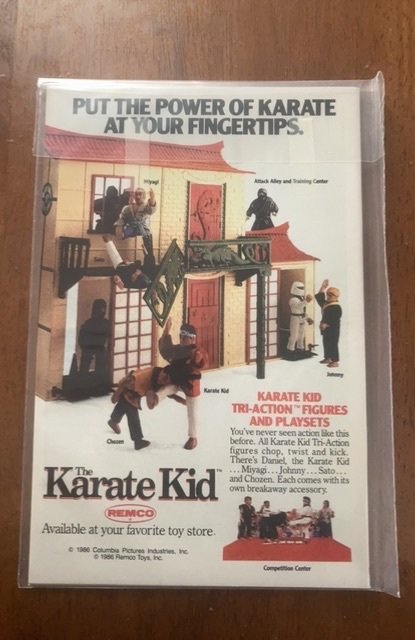 PUT THE POWER OF KARATE
AT YOUR FINGERTIPS.
Miyagi
Attack Alley and Training Center
Sato
Johnny
Karate Kid
Chozen
KARATE KID
TRI-ACTION™ FIGURES
AND PLAYSETS
You've never seen action like this
before. All Karate Kid Tri-Action
figures chop, twist and kick.
There's Daniel, the Karate Kid
...Miyagi...Johnny...Sato...
and Chozen. Each comes with its
own breakaway accessory.
The
Karate Kid™
REMCO
Available at your favorite toy store.
© 1986 Columbia Pictures Industries, Inc.
© 1986 Remco Toys, Inc.
Competition Center